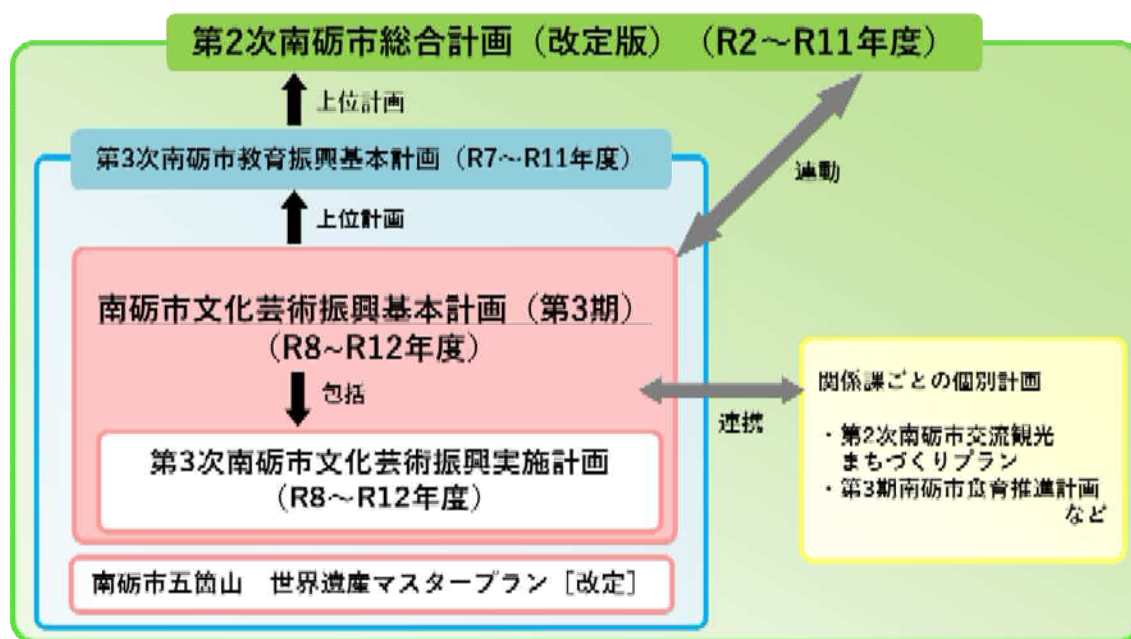 第2次南砺市総合計画（改定版）（R2～R11年度）
上位計画
第3次南砺市教育振興基本計画（R7～R11年度）
連動
上位計画
南砺市文化芸術振興基本計画（第3期）
（R8~R12年度）
包括
関係課ごとの個別計画
連携
・第2次南砺市交流観光
まちづくりプラン
・第3期南砺市食育推進計画
など
第3次南砺市文化芸術振興実施計画
（R8～R12年度）
南砺市五箇山　世界遺産マスタープラン［改定］